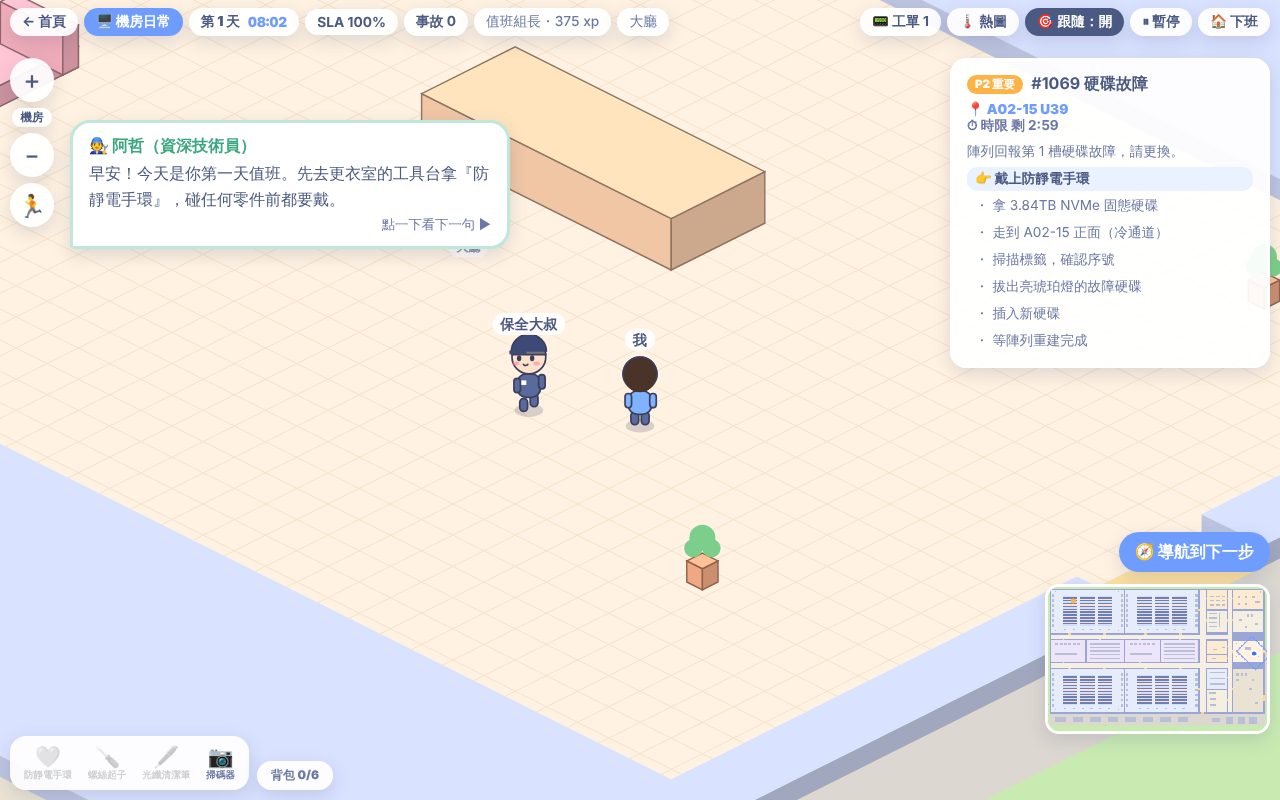 ← 首頁
🖥️ 機房日常
第 1 天 08:02
SLA 100%
事故 0
值班組長 · 375 xp
大廳
📟 工單 1
🌡️ 熱圖
🎯 跟隨：開
⏸ 暫停
🏠 下班
+
機房
−
👷 阿哲（資深技術員）
早安！今天是你第一天值班。先去更衣室的工具台拿『防
靜電手環』，碰任何零件前都要戴。
點一下看下一句 ▶
大廳
P2 重要 #1069 硬碟故障
📍 A02-15 U39
⏱ 時限 剩 2:59
陣列回報第 1 槽硬碟故障，請更換。
👉 戴上防靜電手環
· 拿 3.84TB NVMe 固態硬碟
· 走到 A02-15 正面（冷通道）
· 掃描標籤，確認序號
· 拔出亮琥珀燈的故障硬碟
· 插入新硬碟
· 等陣列重建完成
保全大叔
我
🧭 導航到下一步
防靜電手環
螺絲起子
光纖清潔筆
掃碼器
背包 0/6